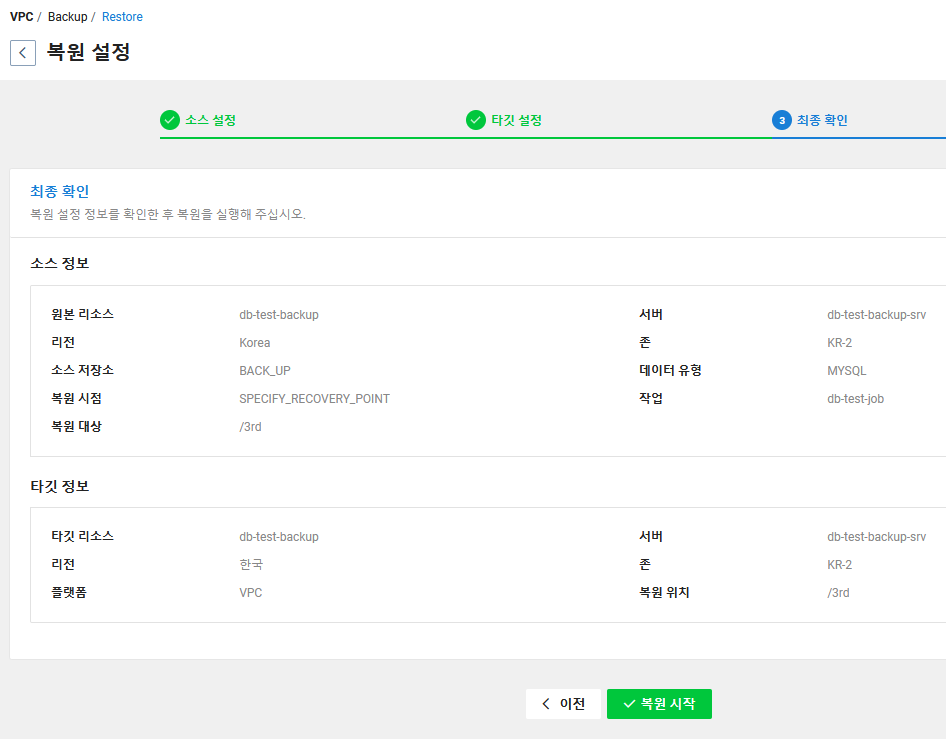 VPC / Backup / Restore
복원 설정
소스 설정 타깃 설정 3 최종 확인
최종 확인
복원 설정 정보를 확인한 후 복원을 실행해 주십시오.
소스 정보
원본 리소스 db-test-backup 서버 db-test-backup-srv
리전 Korea 존 KR-2
소스 저장소 BACK_UP 데이터 유형 MYSQL
복원 시점 SPECIFY_RECOVERY_POINT 작업 db-test-job
복원 대상 /3rd
타깃 정보
타깃 리소스 db-test-backup 서버 db-test-backup-srv
리전 한국 존 KR-2
플랫폼 VPC 복원 위치 /3rd
이전 복원 시작